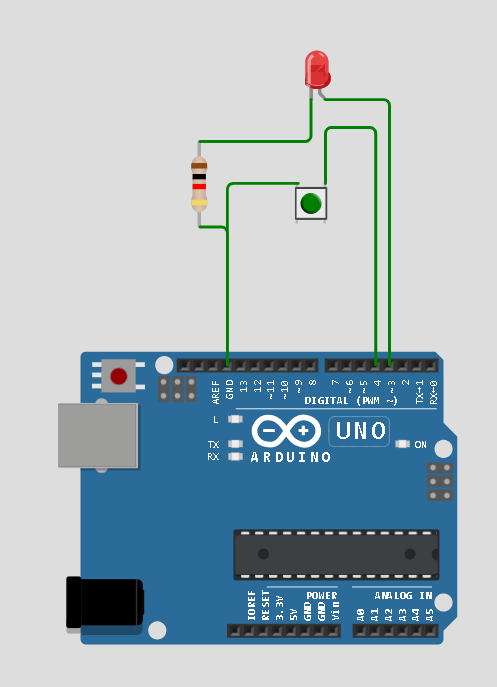 AREF
GND
13
12
~11
~10
~9
8
7
~6
~5
4
~3
2
TX→1
RX←0
DIGITAL (PWM ~)
L
TX
RX
UNO
ON
ARDUINO
IOREF
RESET
3.3V
5V
GND
GND
Vin
POWER
ANALOG IN
A0
A1
A2
A3
A4
A5